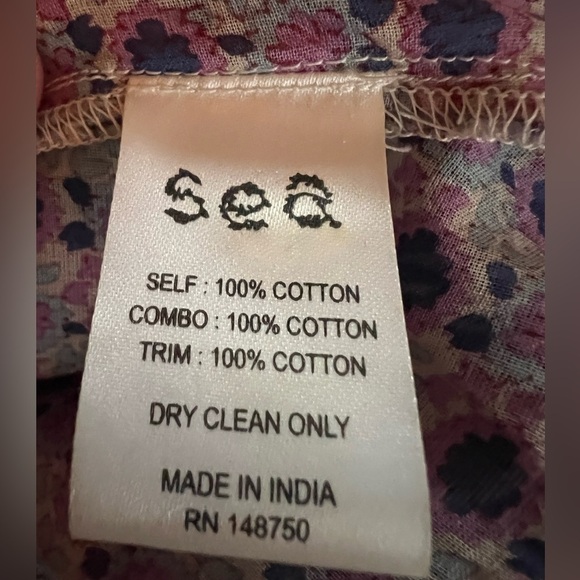 sea
SELF : 100% COTTON
COMBO : 100% COTTON
TRIM : 100% COTTON
DRY CLEAN ONLY
MADE IN INDIA
RN 148750